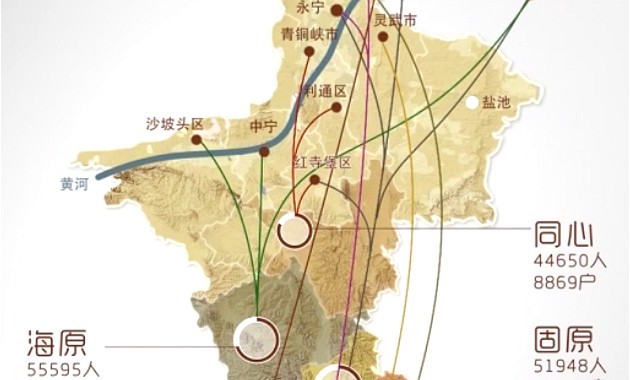 永宁
灵武市
青铜峡市
利通区
盐池
沙坡头区
中宁
红寺堡区
黄河
同心
44650人
8869户
海原
55595人
固原
51948人